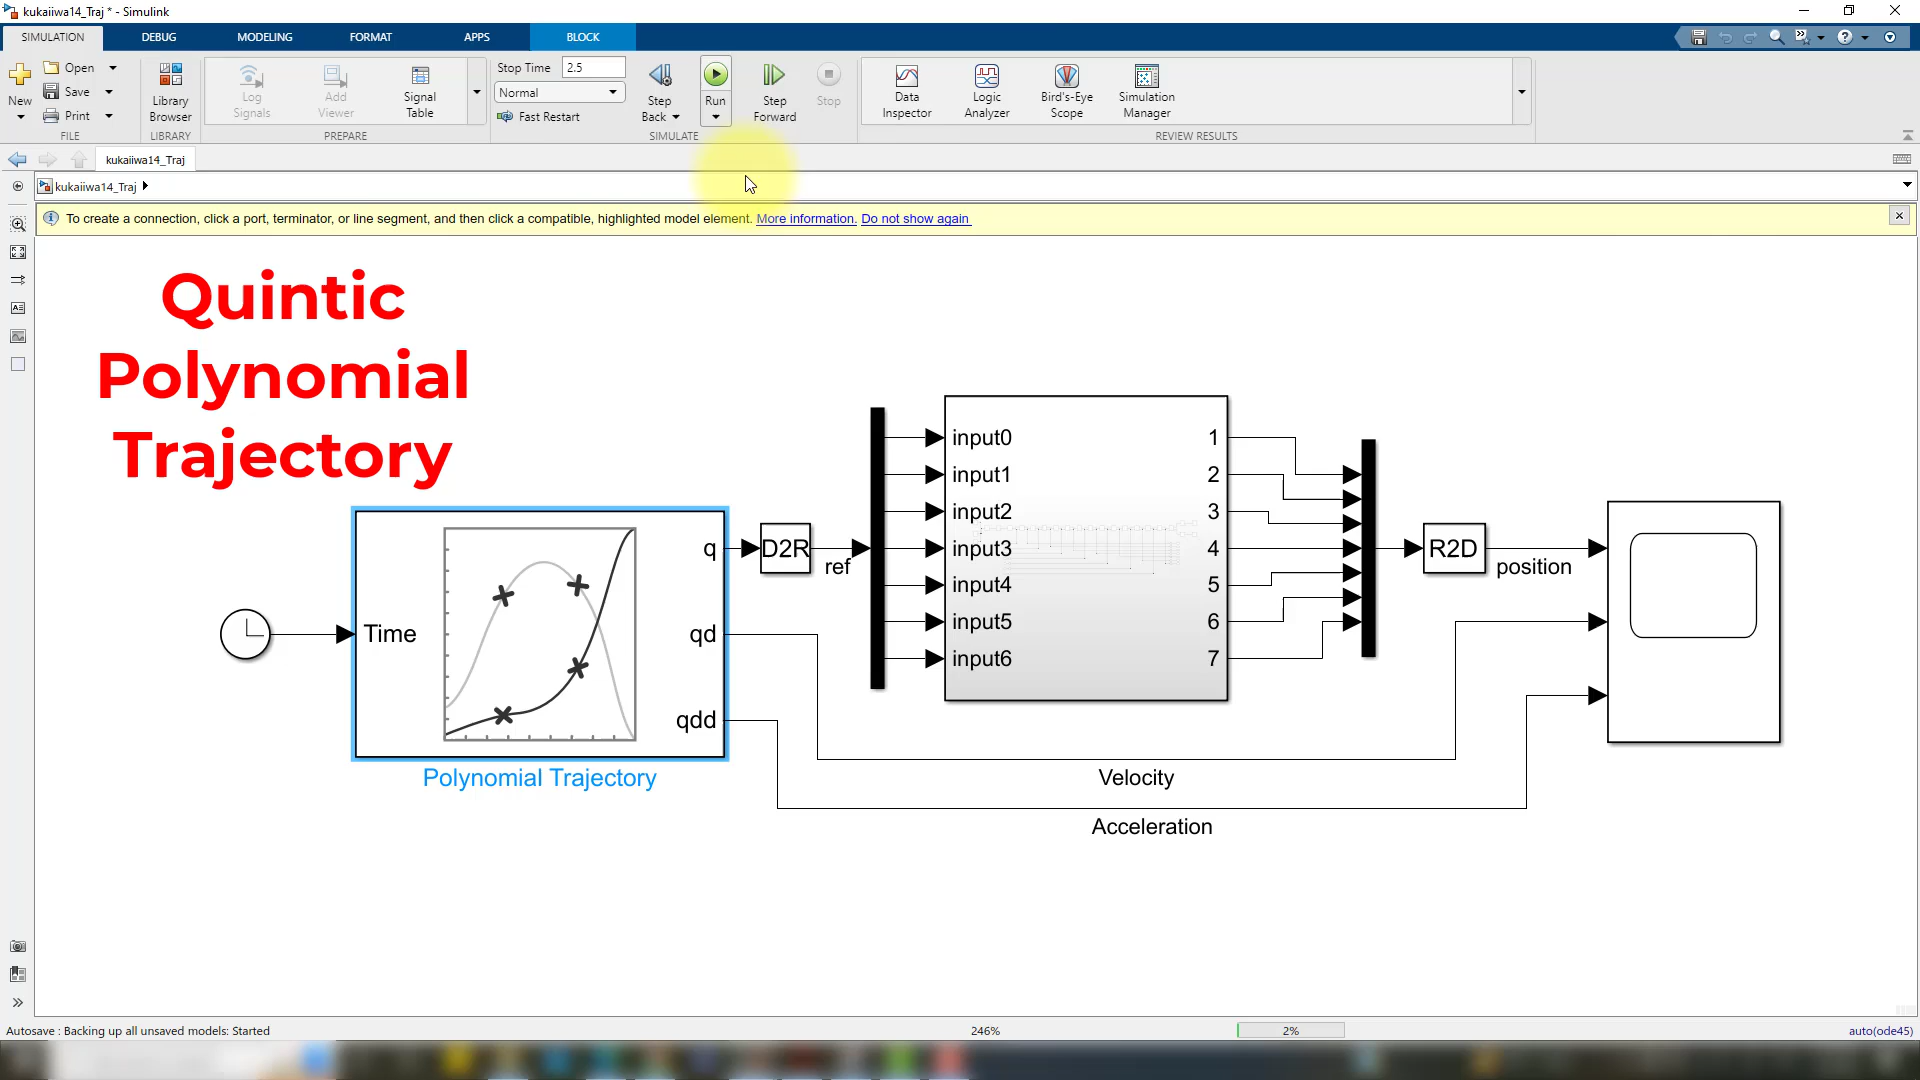 kukaiiwa14_Traj * - Simulink
SIMULATION DEBUG MODELING FORMAT APPS BLOCK
New
Open
Save
Print
FILE
Library Browser
LIBRARY
Log Signals
Add Viewer
Signal Table
PREPARE
Stop Time 2.5
Normal
Fast Restart
Step Back
Run
Step Forward
Stop
SIMULATE
Data Inspector
Logic Analyzer
Bird's-Eye Scope
Simulation Manager
REVIEW RESULTS
kukaiiwa14_Traj
kukaiiwa14_Traj
To create a connection, click a port, terminator, or line segment, and then click a compatible, highlighted model element. More information. Do not show again
Quintic
Polynomial
Trajectory
Time
q
qd
qdd
Polynomial Trajectory
D2R
ref
input0 1
input1 2
input2 3
input3 4
input4 5
input5 6
input6 7
R2D
position
Velocity
Acceleration
Autosave : Backing up all unsaved models: Started
246%
2%
auto(ode45)